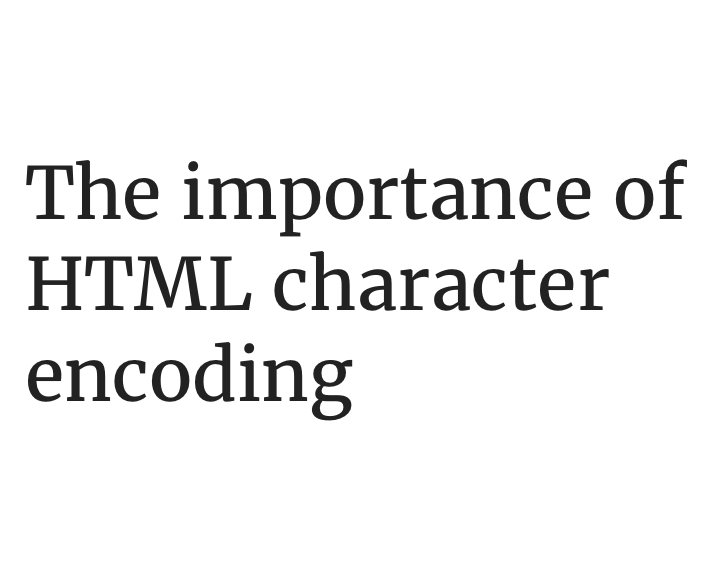 The importance of
HTML character
encoding